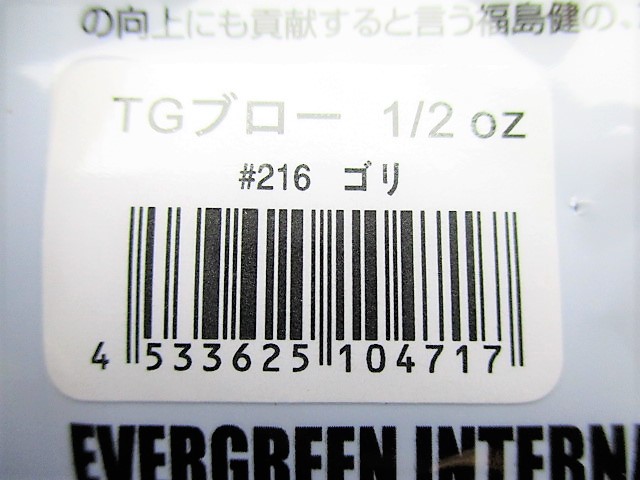 の向上にも貢献すると言う福島健の、
TGブロー 1/2 oz
#216 ゴリ
4 533625 104717
EVERGREEN